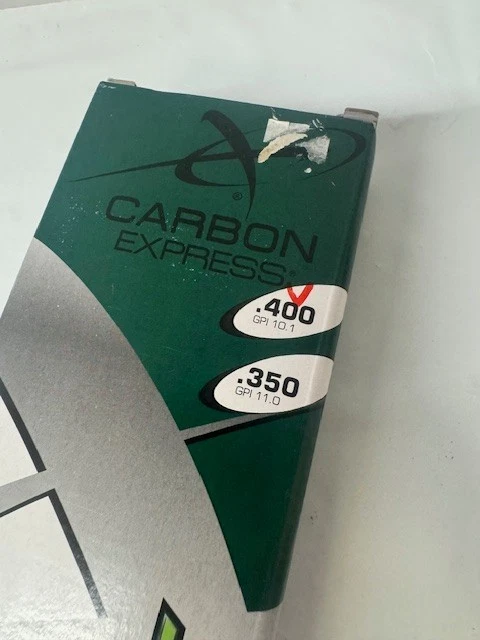 CARBON
EXPRESS®
.400
GPI 10.1
.350
GPI 11.0